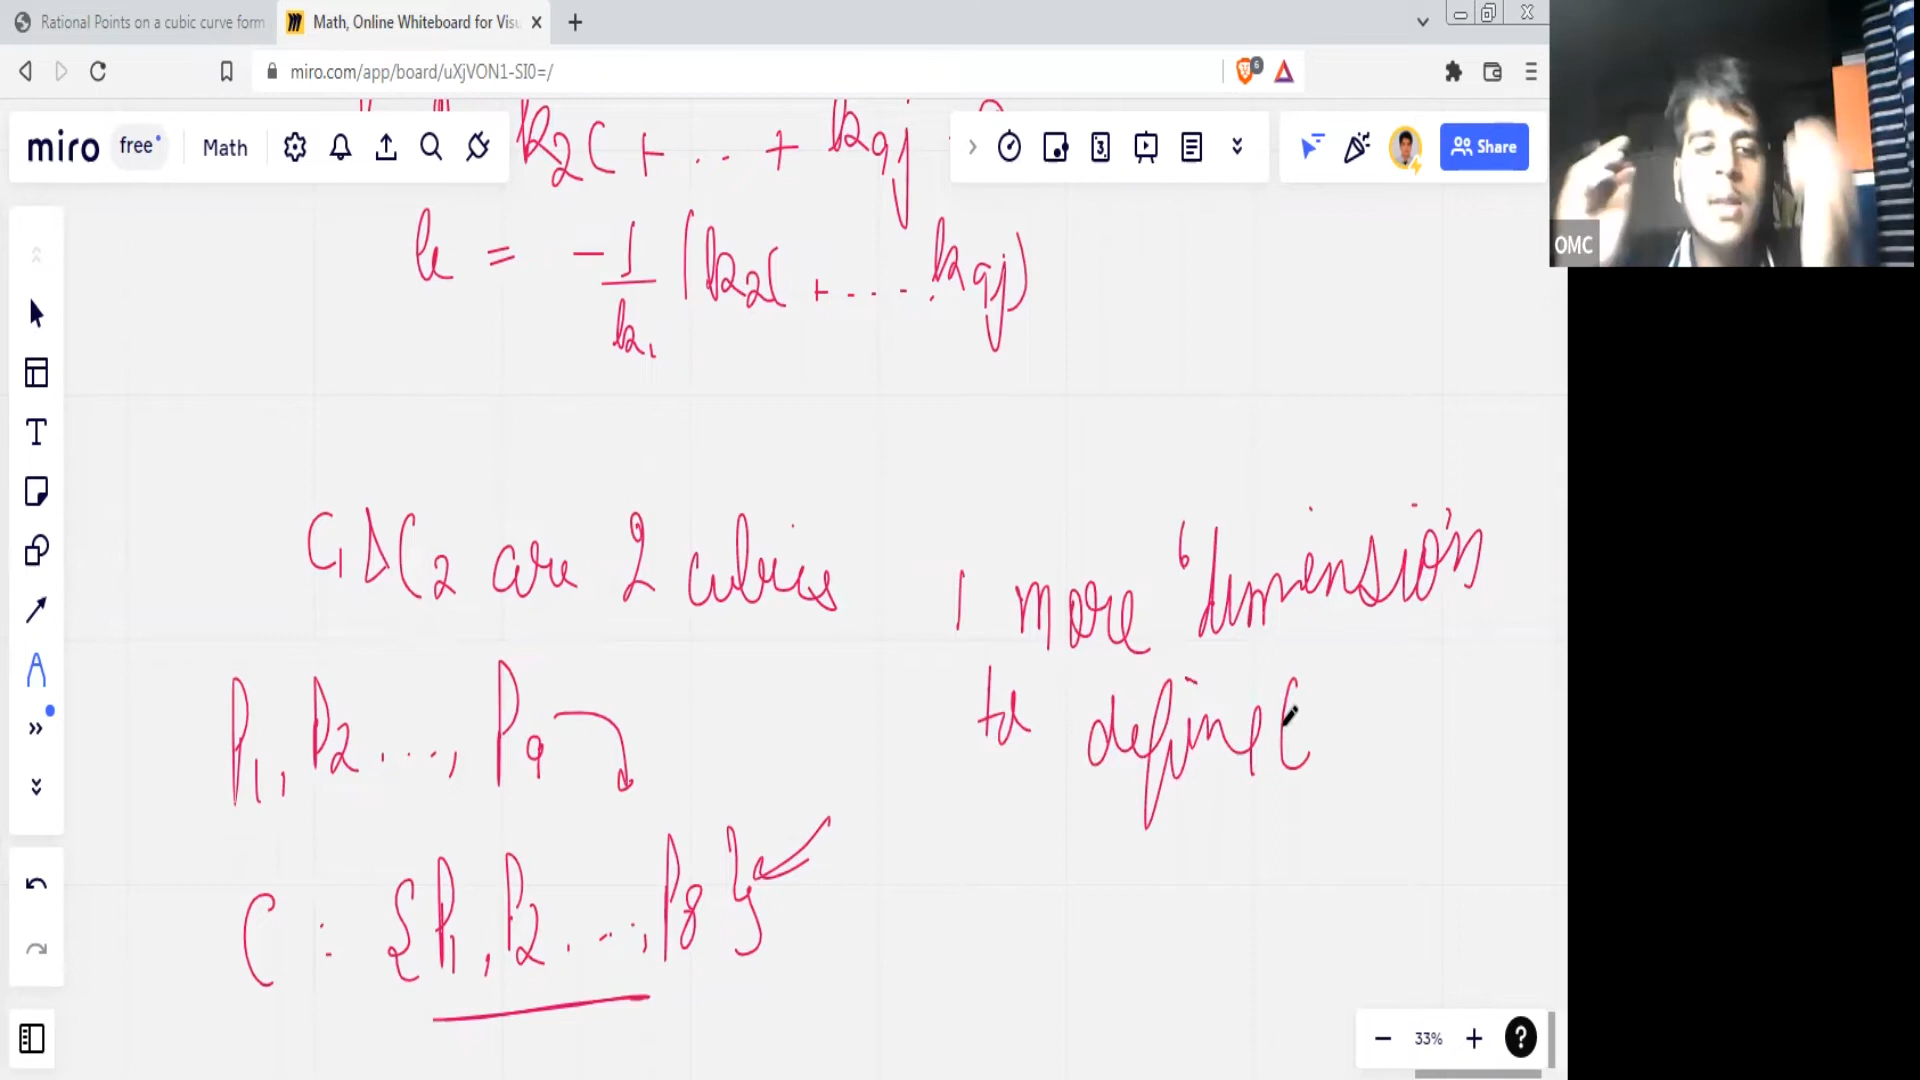 Rational Points on a cubic curve form
Math, Online Whiteboard for Visu
miro.com/app/board/uXjVON1-SI0=/
6
miro free Math
3
Share
OMC
k2c + .. + k9j
= -1/k1 (k2c + .... k9j)
C1 & C2 are 2 cubics
1 more 'dimension'
to define C
P1, P2 ..., P9
C : {P1, P2 ..., P8}
33%
?